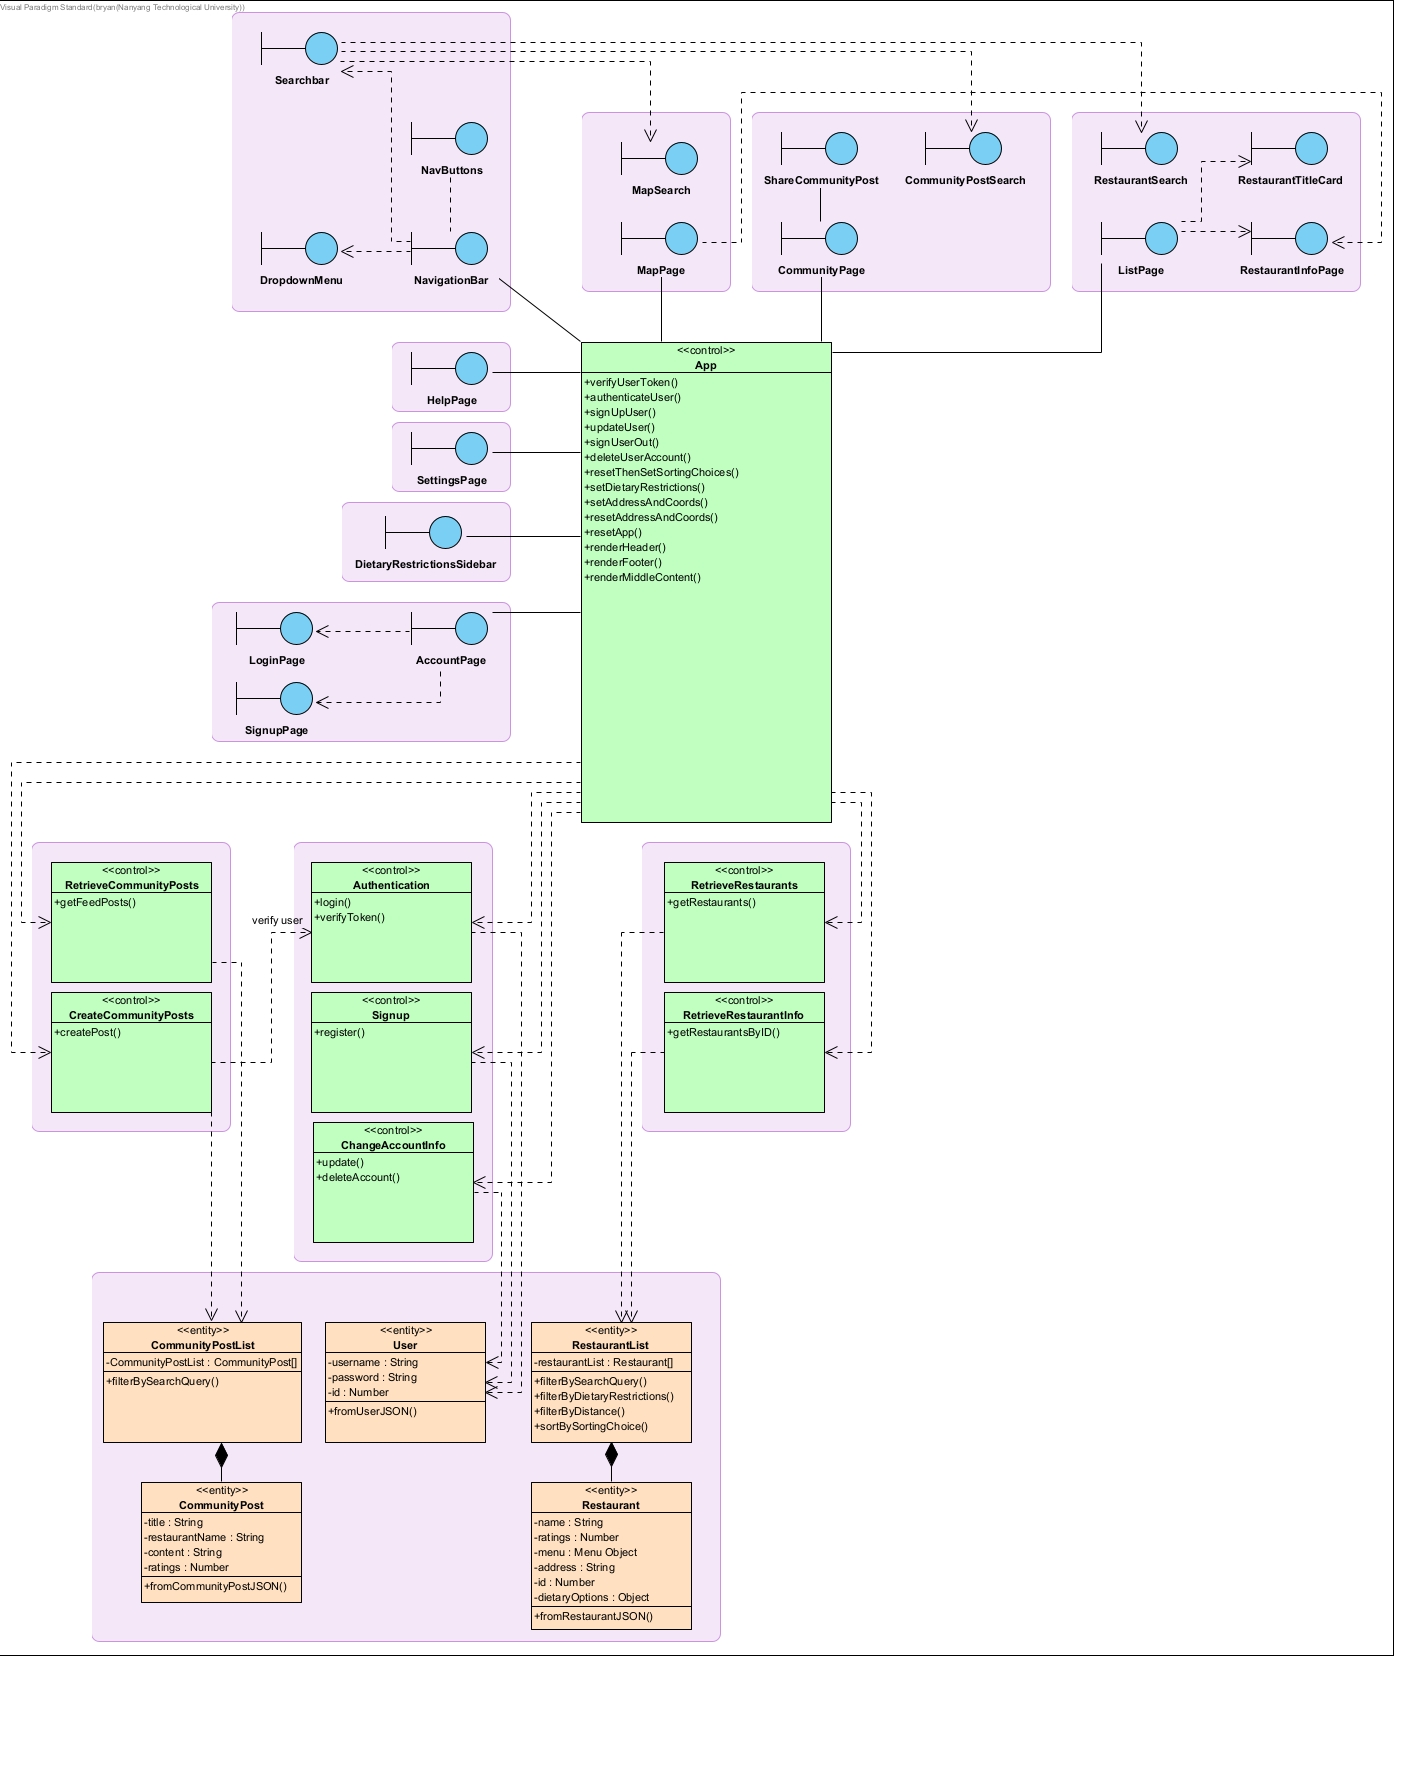 Visual Paradigm Standard(bryan(Nanyang Technological University))
Searchbar
NavButtons
DropdownMenu
NavigationBar
MapSearch
MapPage
ShareCommunityPost
CommunityPostSearch
CommunityPage
RestaurantSearch
RestaurantTitleCard
ListPage
RestaurantInfoPage
HelpPage
SettingsPage
DietaryRestrictionsSidebar
LoginPage
AccountPage
SignupPage
<<control>>
App
+verifyUserToken()
+authenticateUser()
+signUpUser()
+updateUser()
+signUserOut()
+deleteUserAccount()
+resetThenSetSortingChoices()
+setDietaryRestrictions()
+setAddressAndCoords()
+resetAddressAndCoords()
+resetApp()
+renderHeader()
+renderFooter()
+renderMiddleContent()
<<control>>
RetrieveCommunityPosts
+getFeedPosts()
<<control>>
CreateCommunityPosts
+createPost()
verify user
<<control>>
Authentication
+login()
+verifyToken()
<<control>>
Signup
+register()
<<control>>
ChangeAccountInfo
+update()
+deleteAccount()
<<control>>
RetrieveRestaurants
+getRestaurants()
<<control>>
RetrieveRestaurantInfo
+getRestaurantsByID()
<<entity>>
CommunityPostList
-CommunityPostList : CommunityPost[]
+filterBySearchQuery()
<<entity>>
User
-username : String
-password : String
-id : Number
+fromUserJSON()
<<entity>>
RestaurantList
-restaurantList : Restaurant[]
+filterBySearchQuery()
+filterByDietaryRestrictions()
+filterByDistance()
+sortBySortingChoice()
<<entity>>
CommunityPost
-title : String
-restaurantName : String
-content : String
-ratings : Number
+fromCommunityPostJSON()
<<entity>>
Restaurant
-name : String
-ratings : Number
-menu : Menu Object
-address : String
-id : Number
-dietaryOptions : Object
+fromRestaurantJSON()